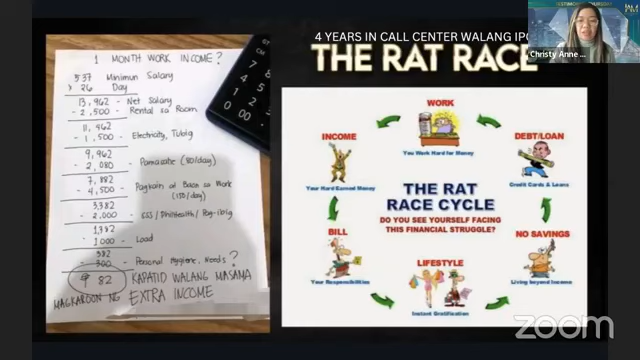 4 YEARS IN CALL CENTER WALANG IPO
THE RAT RACE
1 MONTH WORK INCOME?
537 Minimun Salary
x 26 Day
13,962 - Net Salary
- 2,500 - Rental sa Room
11,462
- 1,500 - Electricity, Tubig
9,962
- 2,080 - Pamasahe (80/day)
7,882
- 4,500 - Pagkain at Baon sa Work
(150/day)
3,382
- 2,000 - SSS / PhilHealth / Pag-ibig
1,382
- 1000 - Load
382
- 300 - Personal Hygiene, Needs?
₱ 82 KAPATID WALANG MASAMA
MAGKAROON NG EXTRA INCOME
WORK
You Work Hard for Money
INCOME
Your Hard Earned Money
DEBT/LOAN
Credit Cards & Loans
THE RAT
RACE CYCLE
DO YOU SEE YOURSELF FACING
THIS FINANCIAL STRUGGLE?
BILL
Your Responsibilities
LIFESTYLE
Instant Gratification
NO SAVINGS
Living beyond Income
Christy Anne ...
zoom